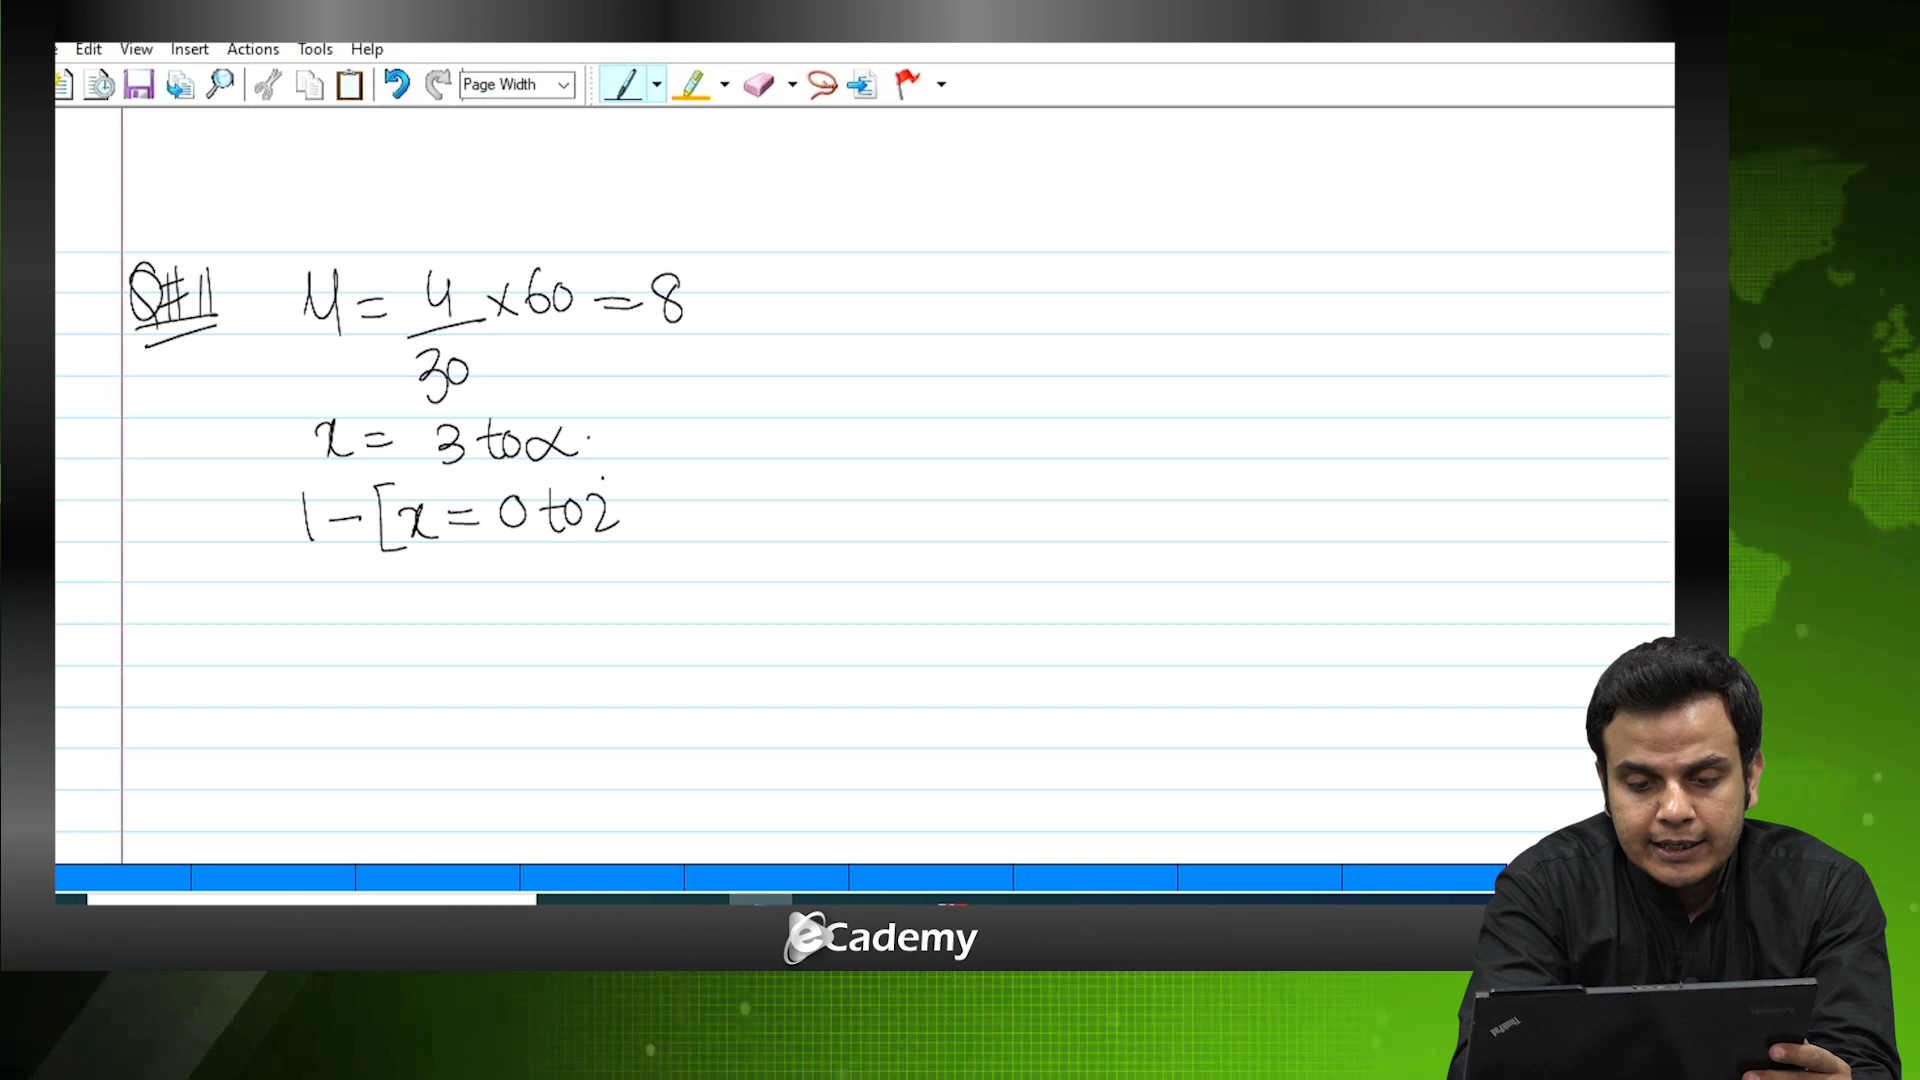 Edit View Insert Actions Tools Help
Page Width
Q#11 μ = 4/30 × 60 = 8
x = 3 to α
1 - [x = 0 to 2
eCademy
ThinkPad